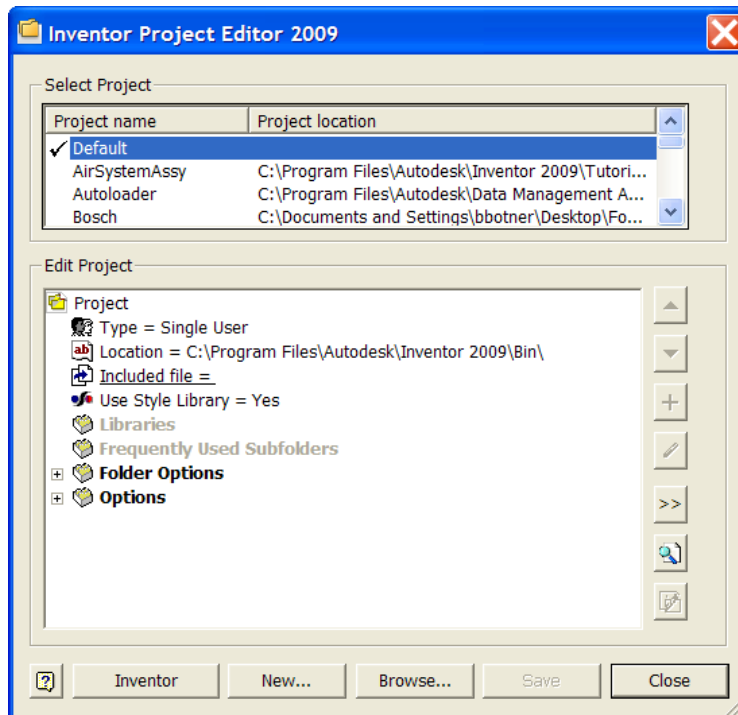 Inventor Project Editor 2009
Select Project
Project name Project location
Default
AirSystemAssy C:\Program Files\Autodesk\Inventor 2009\Tutori...
Autoloader C:\Program Files\Autodesk\Data Management A...
Bosch C:\Documents and Settings\bbotner\Desktop\Fo...
Edit Project
Project
Type = Single User
Location = C:\Program Files\Autodesk\Inventor 2009\Bin\
Included file =
Use Style Library = Yes
Libraries
Frequently Used Subfolders
Folder Options
Options
>>
Inventor New... Browse... Save Close